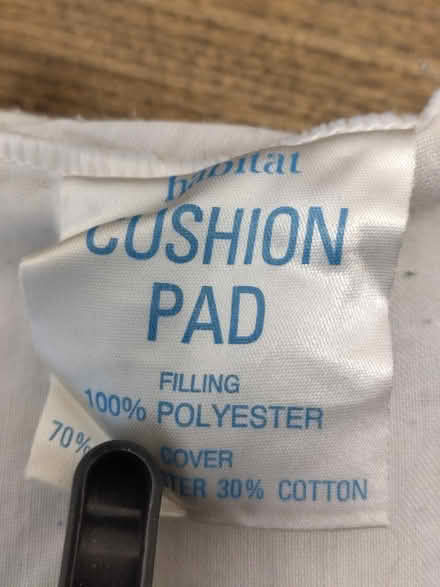 habitat
CUSHION
PAD
FILLING
100% POLYESTER
COVER
70% TER 30% COTTON